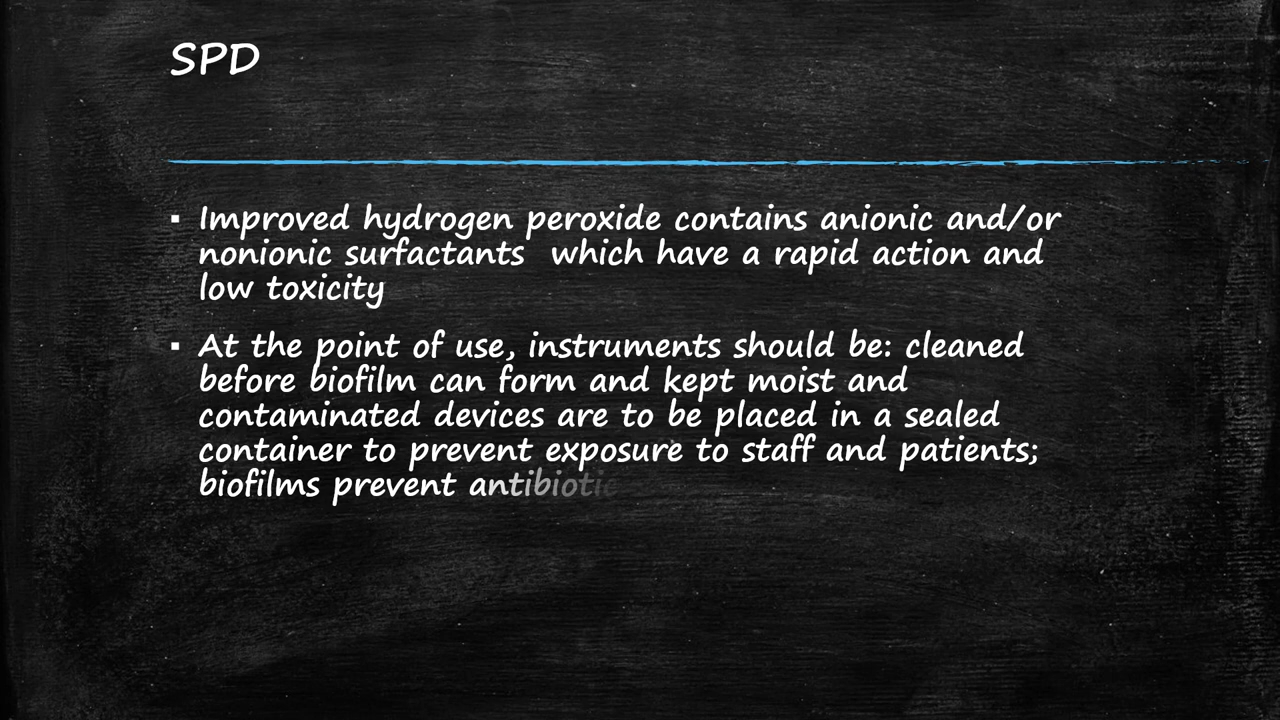 SPD
▪ Improved hydrogen peroxide contains anionic and/or
nonionic surfactants  which have a rapid action and
low toxicity
▪ At the point of use, instruments should be: cleaned
before biofilm can form and kept moist and
contaminated devices are to be placed in a sealed
container to prevent exposure to staff and patients;
biofilms prevent antibiotic